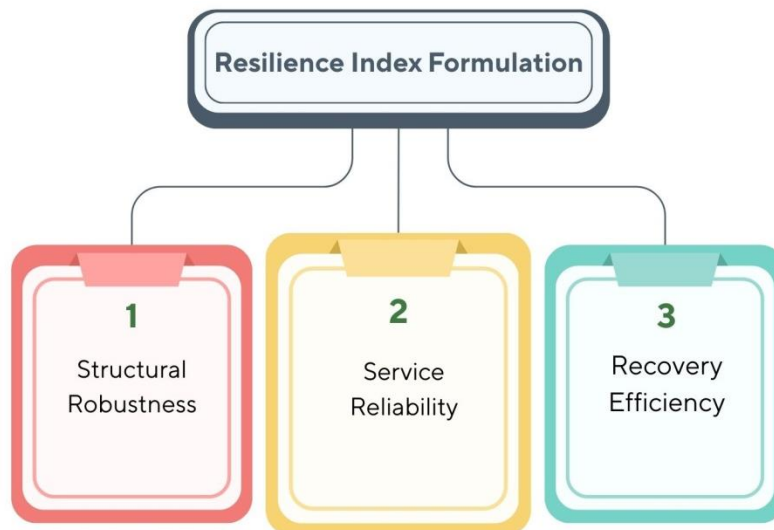 Resilience Index Formulation
1
Structural
Robustness
2
Service
Reliability
3
Recovery
Efficiency